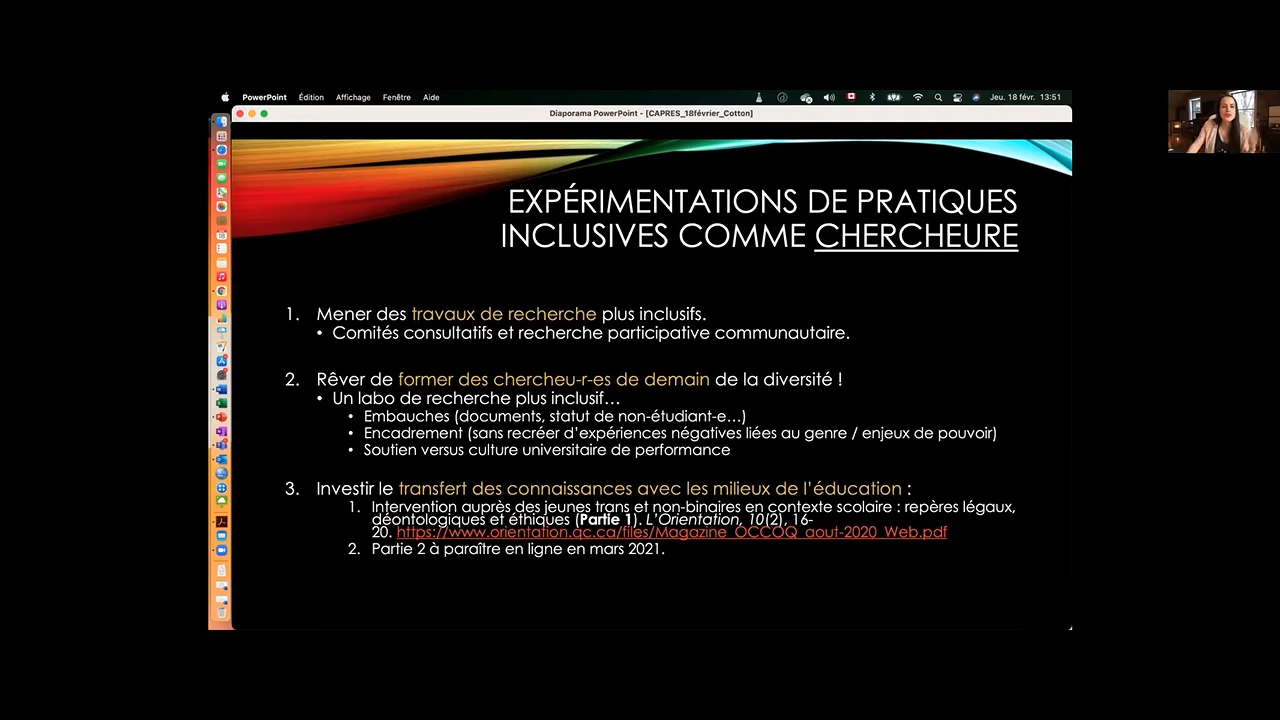 PowerPoint Édition Affichage Fenêtre Aide Jeu. 18 févr. 13:51
Diaporama PowerPoint - [CAPRES_18février_Cotton]
EXPÉRIMENTATIONS DE PRATIQUES
INCLUSIVES COMME CHERCHEURE
1. Mener des travaux de recherche plus inclusifs.
• Comités consultatifs et recherche participative communautaire.
2. Rêver de former des chercheu-r-es de demain de la diversité !
• Un labo de recherche plus inclusif…
• Embauches (documents, statut de non-étudiant-e…)
• Encadrement (sans recréer d'expériences négatives liées au genre / enjeux de pouvoir)
• Soutien versus culture universitaire de performance
3. Investir le transfert des connaissances avec les milieux de l'éducation :
1. Intervention auprès des jeunes trans et non-binaires en contexte scolaire : repères légaux,
déontologiques et éthiques (Partie 1). L'Orientation, 10(2), 16-
20. https://www.orientation.qc.ca/files/Magazine_OCCOQ_aout-2020_Web.pdf
2. Partie 2 à paraître en ligne en mars 2021.